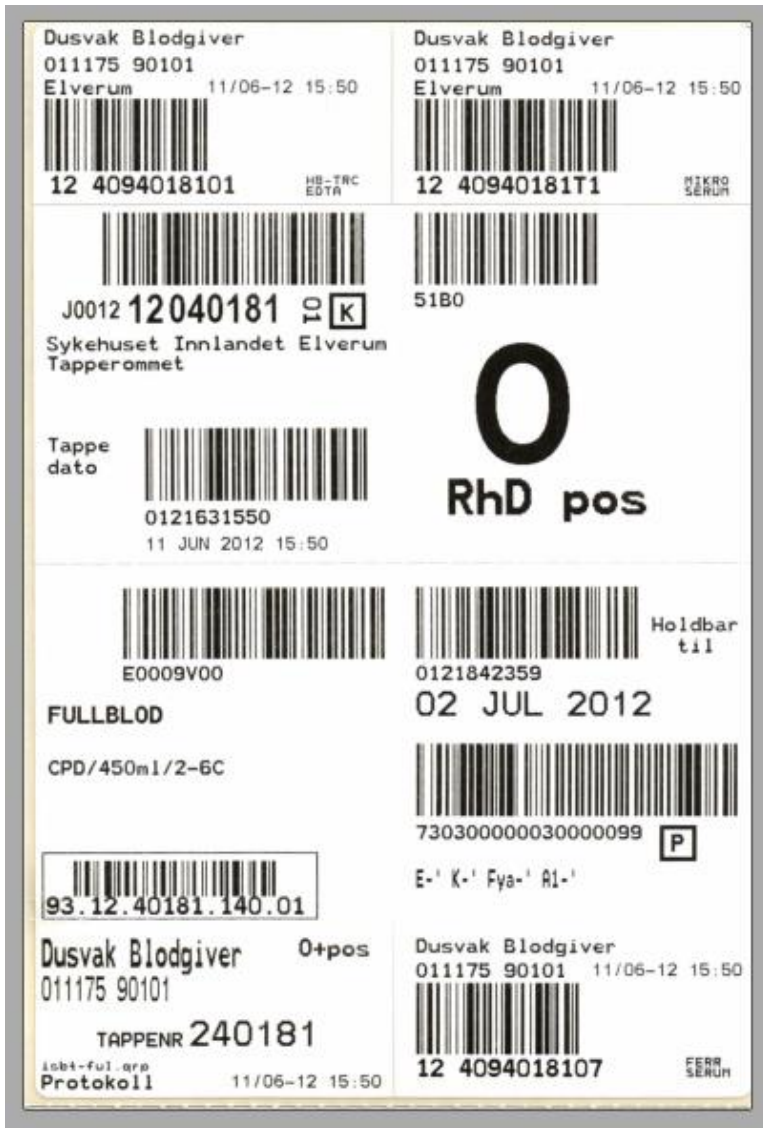 Dusvak Blodgiver
011175 90101
Elverum 11/06-12 15:50
12 4094018101 HB-TRC
EDTA
Dusvak Blodgiver
011175 90101
Elverum 11/06-12 15:50
12 40940181T1 MIKRO
SERUM
J0012 12040181 01 K
Sykehuset Innlandet Elverum
Tapperommet
51B0
O
RhD pos
Tappe
dato
0121631550
11 JUN 2012 15:50
E0009V00
FULLBLOD
CPD/450ml/2-6C
Holdbar
til
0121842359
02 JUL 2012
730300000030000099 P
E-' K-' Fya-' A1-'
93.12.40181.140.01
Dusvak Blodgiver O+pos
011175 90101
TAPPENR 240181
isbt-ful.qrp
Protokoll 11/06-12 15:50
Dusvak Blodgiver
011175 90101 11/06-12 15:50
12 4094018107 FERR
SERUM